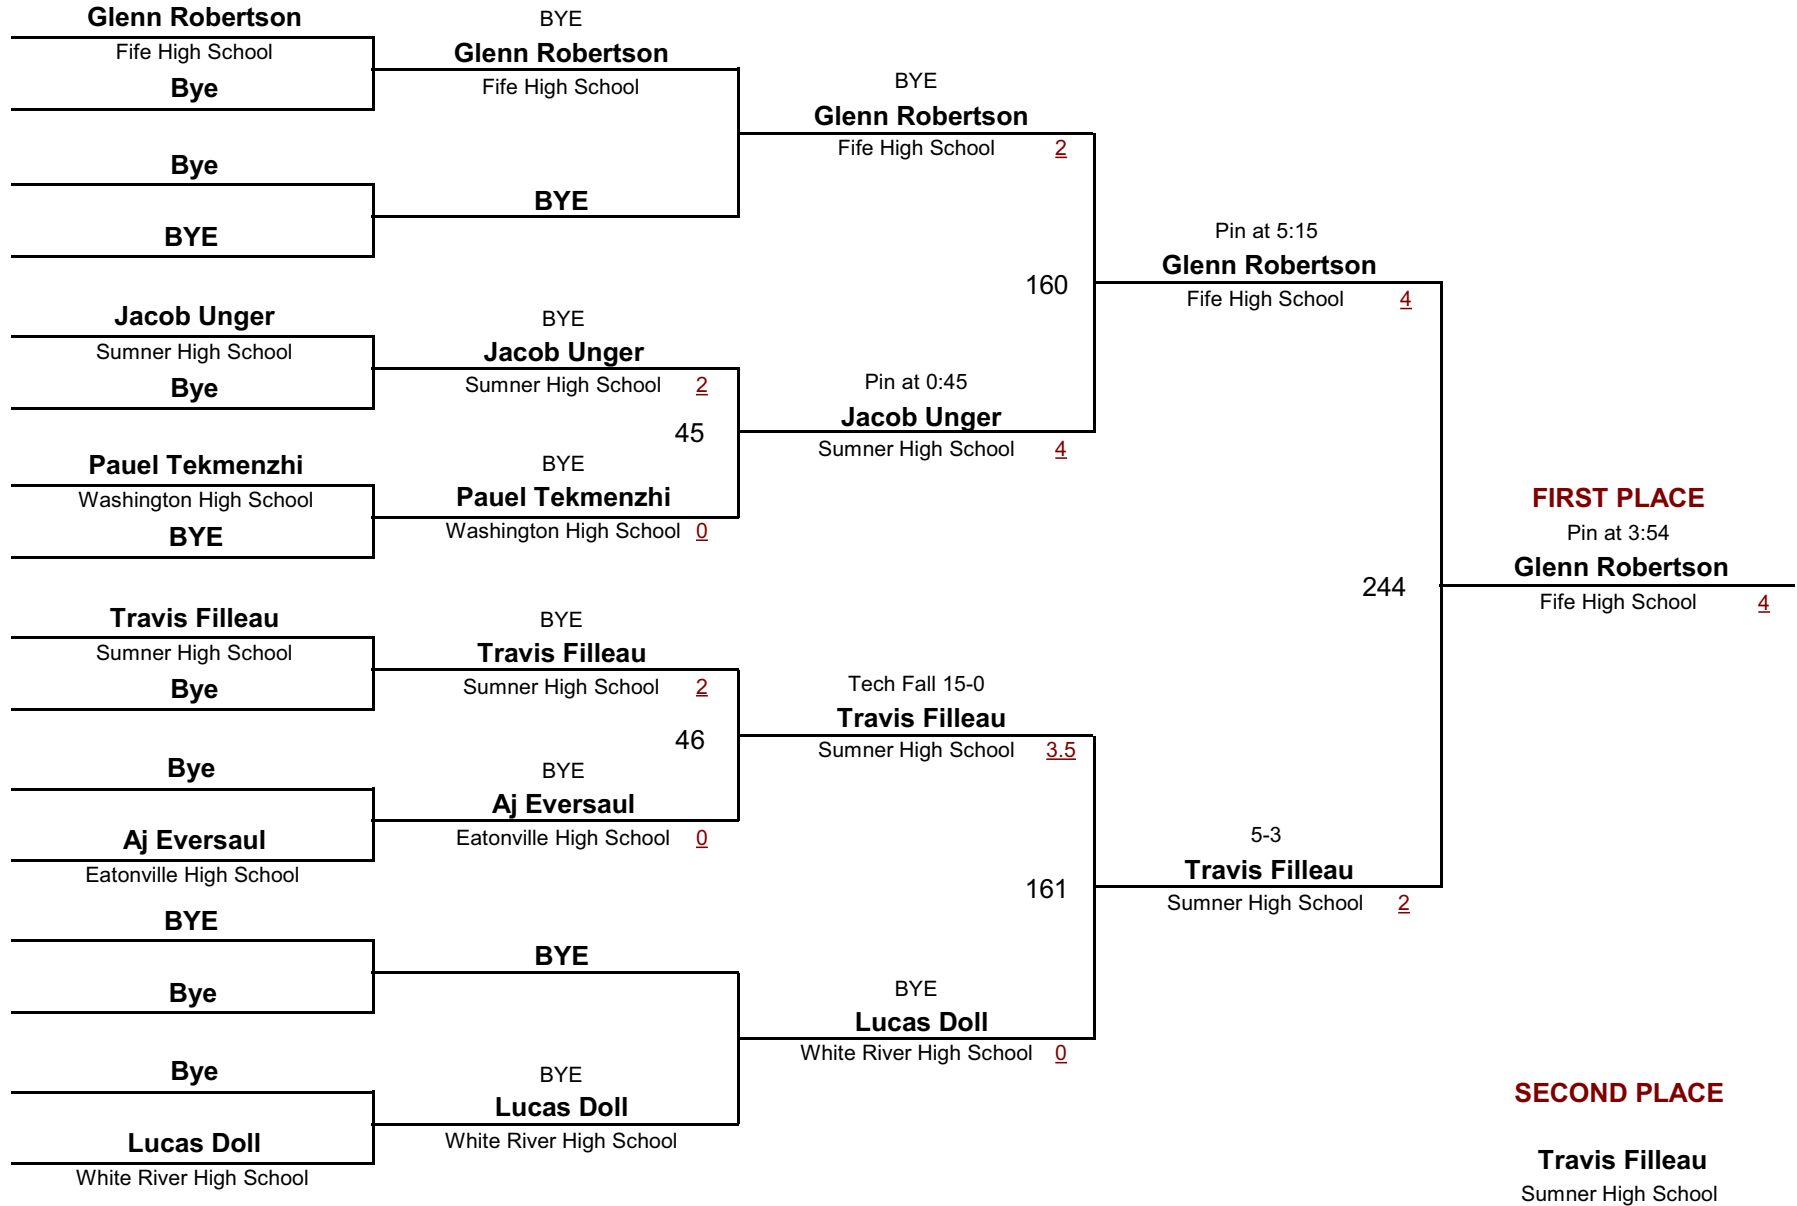 Glenn Robertson
Fife High School
Bye
Bye
BYE
Jacob Unger
Sumner High School
Bye
Pauel Tekmenzhi
Washington High School
BYE
Travis Filleau
Sumner High School
Bye
Bye
Aj Eversaul
Eatonville High School
BYE
Bye
Bye
Lucas Doll
White River High School
BYE
Glenn Robertson
Fife High School
BYE
BYE
Jacob Unger
Sumner High School 2
45
BYE
Pauel Tekmenzhi
Washington High School 0
BYE
Travis Filleau
Sumner High School 2
46
BYE
Aj Eversaul
Eatonville High School 0
BYE
BYE
Lucas Doll
White River High School
BYE
Glenn Robertson
Fife High School 2
160
Pin at 0:45
Jacob Unger
Sumner High School 4
Tech Fall 15-0
Travis Filleau
Sumner High School 3.5
161
BYE
Lucas Doll
White River High School 0
Pin at 5:15
Glenn Robertson
Fife High School 4
244
5-3
Travis Filleau
Sumner High School 2
FIRST PLACE
Pin at 3:54
Glenn Robertson
Fife High School 4
SECOND PLACE
Travis Filleau
Sumner High School